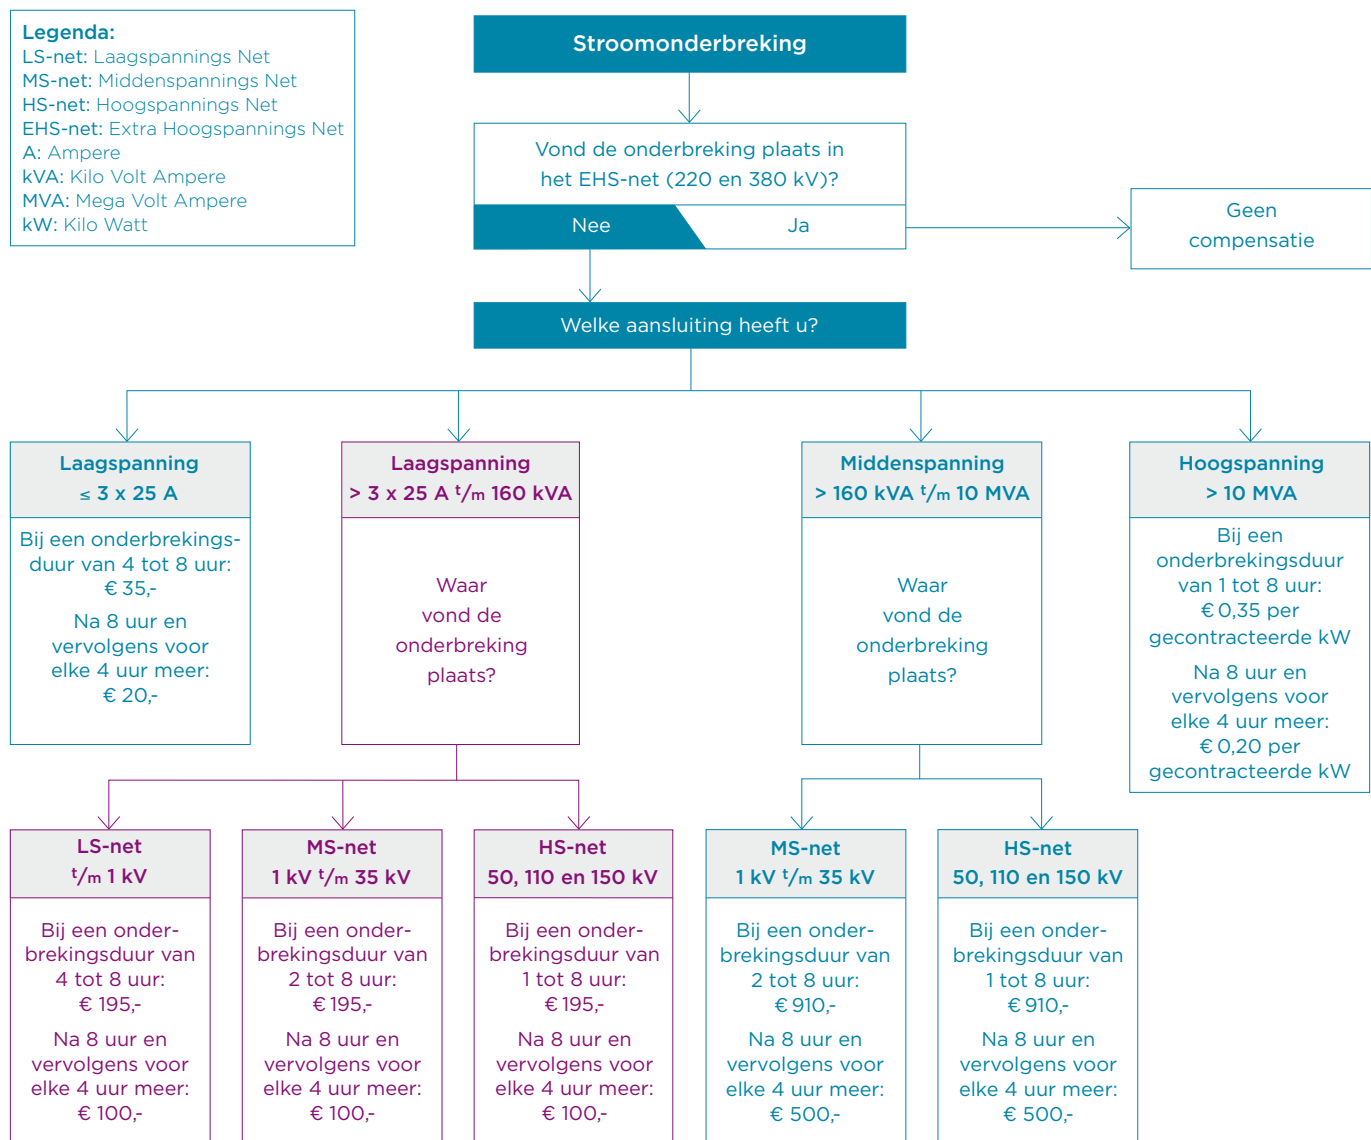 Legenda:
LS-net: Laagspannings Net
MS-net: Middenspannings Net
HS-net: Hoogspannings Net
EHS-net: Extra Hoogspannings Net
A: Ampere
kVA: Kilo Volt Ampere
MVA: Mega Volt Ampere
kW: Kilo Watt
Stroomonderbreking
Vond de onderbreking plaats in
het EHS-net (220 en 380 kV)?
Nee
Ja
Geen
compensatie
Welke aansluiting heeft u?
Laagspanning
≤ 3 x 25 A
Bij een onderbrekings-
duur van 4 tot 8 uur:
€ 35,-
Na 8 uur en
vervolgens voor
elke 4 uur meer:
€ 20,-
Laagspanning
> 3 x 25 A t/m 160 kVA
Waar
vond de
onderbreking
plaats?
Middenspanning
> 160 kVA t/m 10 MVA
Waar
vond de
onderbreking
plaats?
Hoogspanning
> 10 MVA
Bij een
onderbrekingsduur
van 1 tot 8 uur:
€ 0,35 per
gecontracteerde kW
Na 8 uur en
vervolgens voor
elke 4 uur meer:
€ 0,20 per
gecontracteerde kW
LS-net
t/m 1 kV
Bij een onder-
brekingsduur van
4 tot 8 uur:
€ 195,-
Na 8 uur en
vervolgens voor
elke 4 uur meer:
€ 100,-
MS-net
1 kV t/m 35 kV
Bij een onder-
brekingsduur van
2 tot 8 uur:
€ 195,-
Na 8 uur en
vervolgens voor
elke 4 uur meer:
€ 100,-
HS-net
50, 110 en 150 kV
Bij een onder-
brekingsduur van
1 tot 8 uur:
€ 195,-
Na 8 uur en
vervolgens voor
elke 4 uur meer:
€ 100,-
MS-net
1 kV t/m 35 kV
Bij een onder-
brekingsduur van
2 tot 8 uur:
€ 910,-
Na 8 uur en
vervolgens voor
elke 4 uur meer:
€ 500,-
HS-net
50, 110 en 150 kV
Bij een onder-
brekingsduur van
1 tot 8 uur:
€ 910,-
Na 8 uur en
vervolgens voor
elke 4 uur meer:
€ 500,-